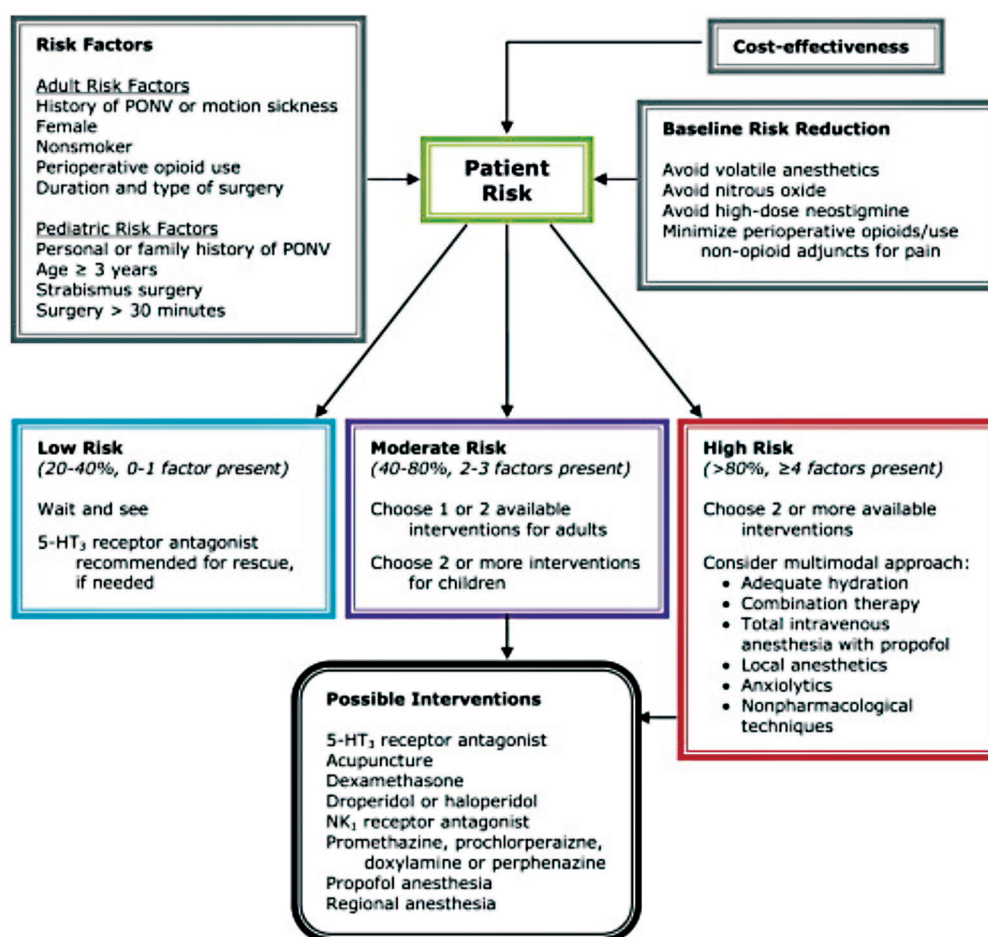 Risk Factors
Adult Risk Factors
History of PONV or motion sickness
Female
Nonsmoker
Perioperative opioid use
Duration and type of surgery
Pediatric Risk Factors
Personal or family history of PONV
Age ≥ 3 years
Strabismus surgery
Surgery > 30 minutes
Cost-effectiveness
Patient
Risk
Baseline Risk Reduction
Avoid volatile anesthetics
Avoid nitrous oxide
Avoid high-dose neostigmine
Minimize perioperative opioids/use
non-opioid adjuncts for pain
Low Risk
(20-40%, 0-1 factor present)
Wait and see
5-HT₃ receptor antagonist
recommended for rescue,
if needed
Moderate Risk
(40-80%, 2-3 factors present)
Choose 1 or 2 available
interventions for adults
Choose 2 or more interventions
for children
High Risk
(>80%, ≥4 factors present)
Choose 2 or more available
interventions
Consider multimodal approach:
• Adequate hydration
• Combination therapy
• Total intravenous
anesthesia with propofol
• Local anesthetics
• Anxiolytics
• Nonpharmacological
techniques
Possible Interventions
5-HT₃ receptor antagonist
Acupuncture
Dexamethasone
Droperidol or haloperidol
NK₁ receptor antagonist
Promethazine, prochlorperaizne,
doxylamine or perphenazine
Propofol anesthesia
Regional anesthesia